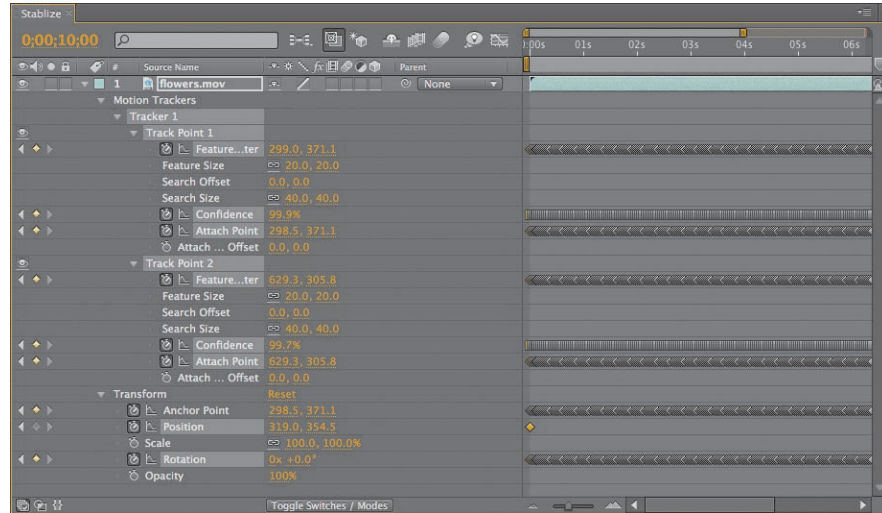 Stablize
0;00;10;00
):00s 01s 02s 03s 04s 05s 06s
# Source Name Parent
1 flowers.mov None
Motion Trackers
Tracker 1
Track Point 1
Feature...ter 299.0, 371.1
Feature Size 20.0, 20.0
Search Offset 0.0, 0.0
Search Size 40.0, 40.0
Confidence 99.9%
Attach Point 298.5, 371.1
Attach ... Offset 0.0, 0.0
Track Point 2
Feature...ter 629.3, 305.8
Feature Size 20.0, 20.0
Search Offset 0.0, 0.0
Search Size 40.0, 40.0
Confidence 99.7%
Attach Point 629.3, 305.8
Attach ... Offset 0.0, 0.0
Transform Reset
Anchor Point 298.5, 371.1
Position 319.0, 354.5
Scale 100.0, 100.0%
Rotation 0x +0.0°
Opacity 100%
Toggle Switches / Modes